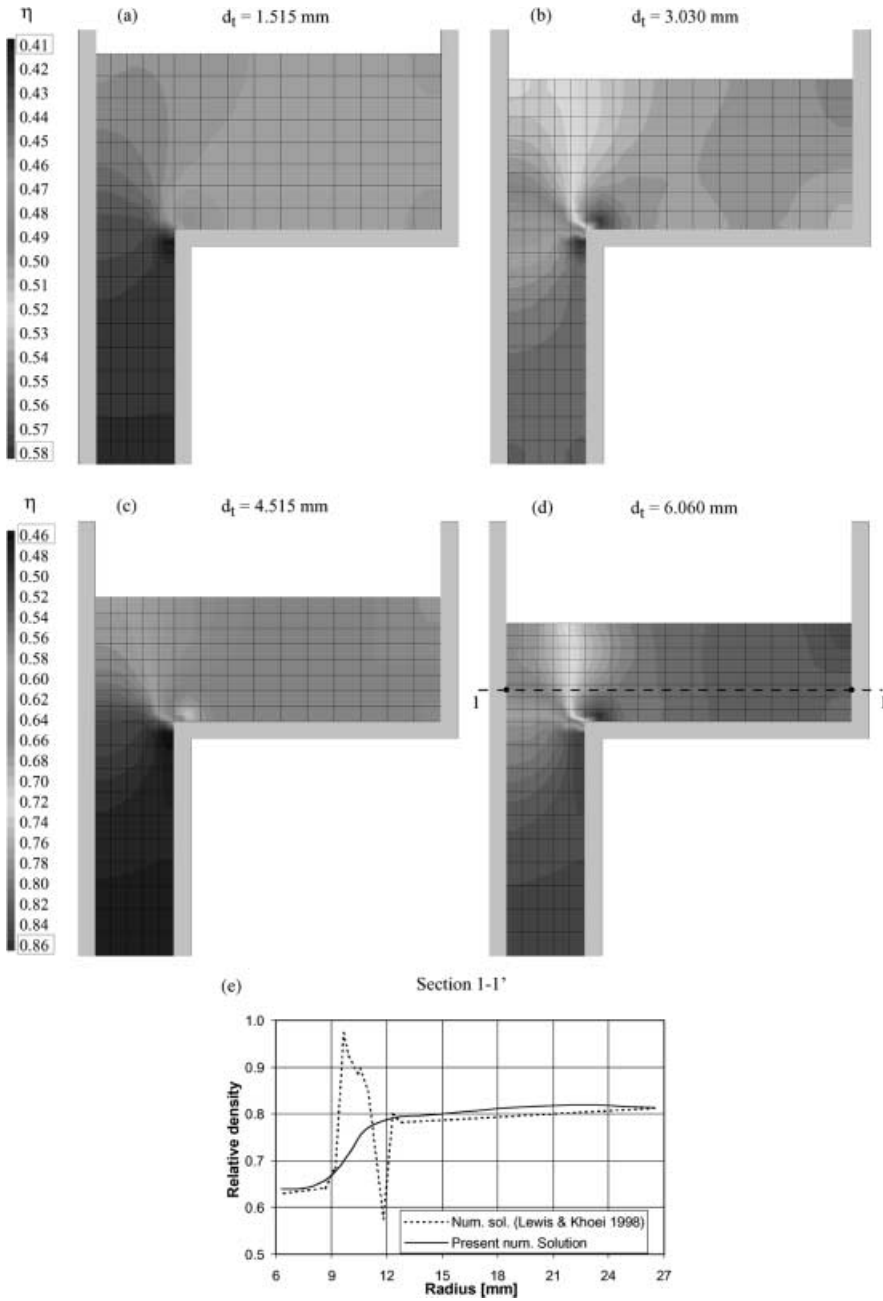 η
(a)
d_t = 1.515 mm
0.41
0.42
0.43
0.44
0.45
0.46
0.47
0.48
0.49
0.50
0.51
0.52
0.53
0.54
0.55
0.56
0.57
0.58
(b)
d_t = 3.030 mm
η
(c)
d_t = 4.515 mm
0.46
0.48
0.50
0.52
0.54
0.56
0.58
0.60
0.62
0.64
0.66
0.68
0.70
0.72
0.74
0.76
0.78
0.80
0.82
0.84
0.86
(d)
d_t = 6.060 mm
1
(e)
Section 1-1'
Relative density
1.0
0.9
0.8
0.7
0.6
0.5
Num. sol. (Lewis & Khoei 1998)
Present num. Solution
6 9 12 15 18 21 24 27
Radius [mm]